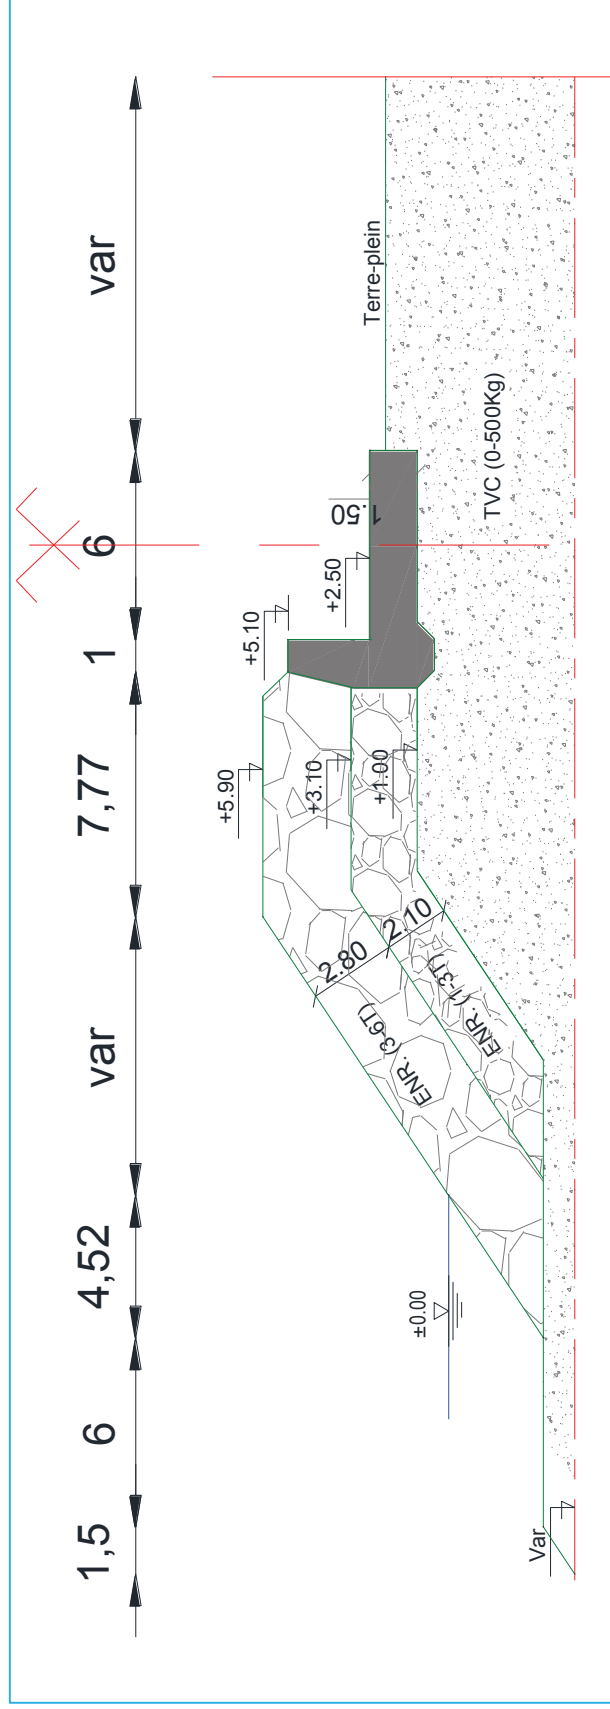 1,5
6
4,52
var
7,77
1
6
var
+5.90
+5.10
+3.10
+2.50
1.50
+1.00
2.80
2.10
ENR. (3-6T)
ENR. (1-3T)
±0.00
Var
Terre-plein
TVC (0-500Kg)